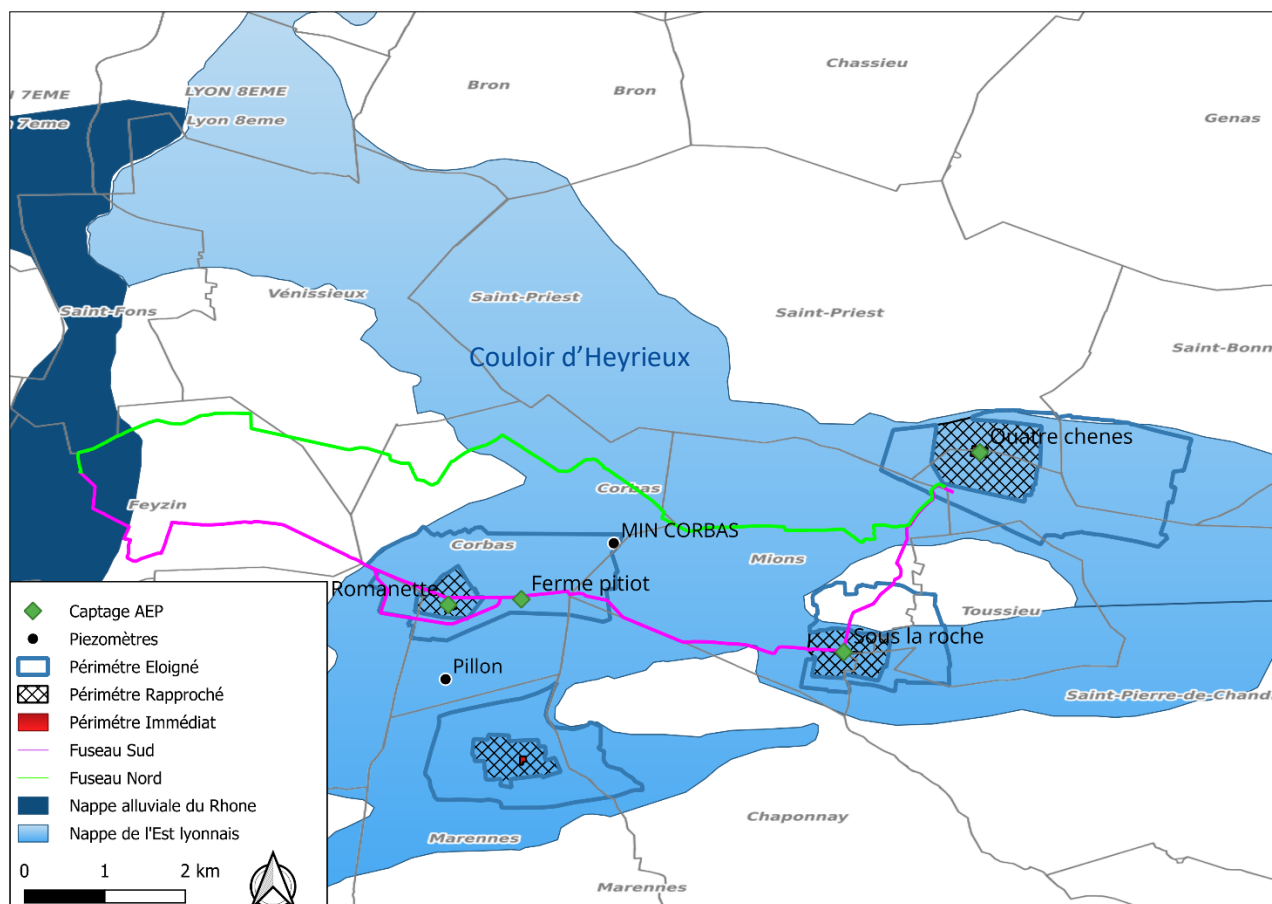 Chassieu
Bron
Bron
N 7EME
LYON 8EME
n 7eme
Lyon 8eme
Genas
Vénissieux
Saint-Priest
Saint-Fons
Saint-Priest
Saint-Bonn
Couloir d'Heyrieux
Quatre chenes
Corbas
Feyzin
MIN CORBAS
Corbas
Mions
Romanette
Ferme pitiot
Toussieu
Sous la roche
Pillon
Saint-Pierre-de-Chand
Chaponnay
Marennes
Marennes
Captage AEP
Piezomètres
Périmétre Eloigné
Périmétre Rapproché
Périmétre Immédiat
Fuseau Sud
Fuseau Nord
Nappe alluviale du Rhone
Nappe de l'Est lyonnais
0 1 2 km